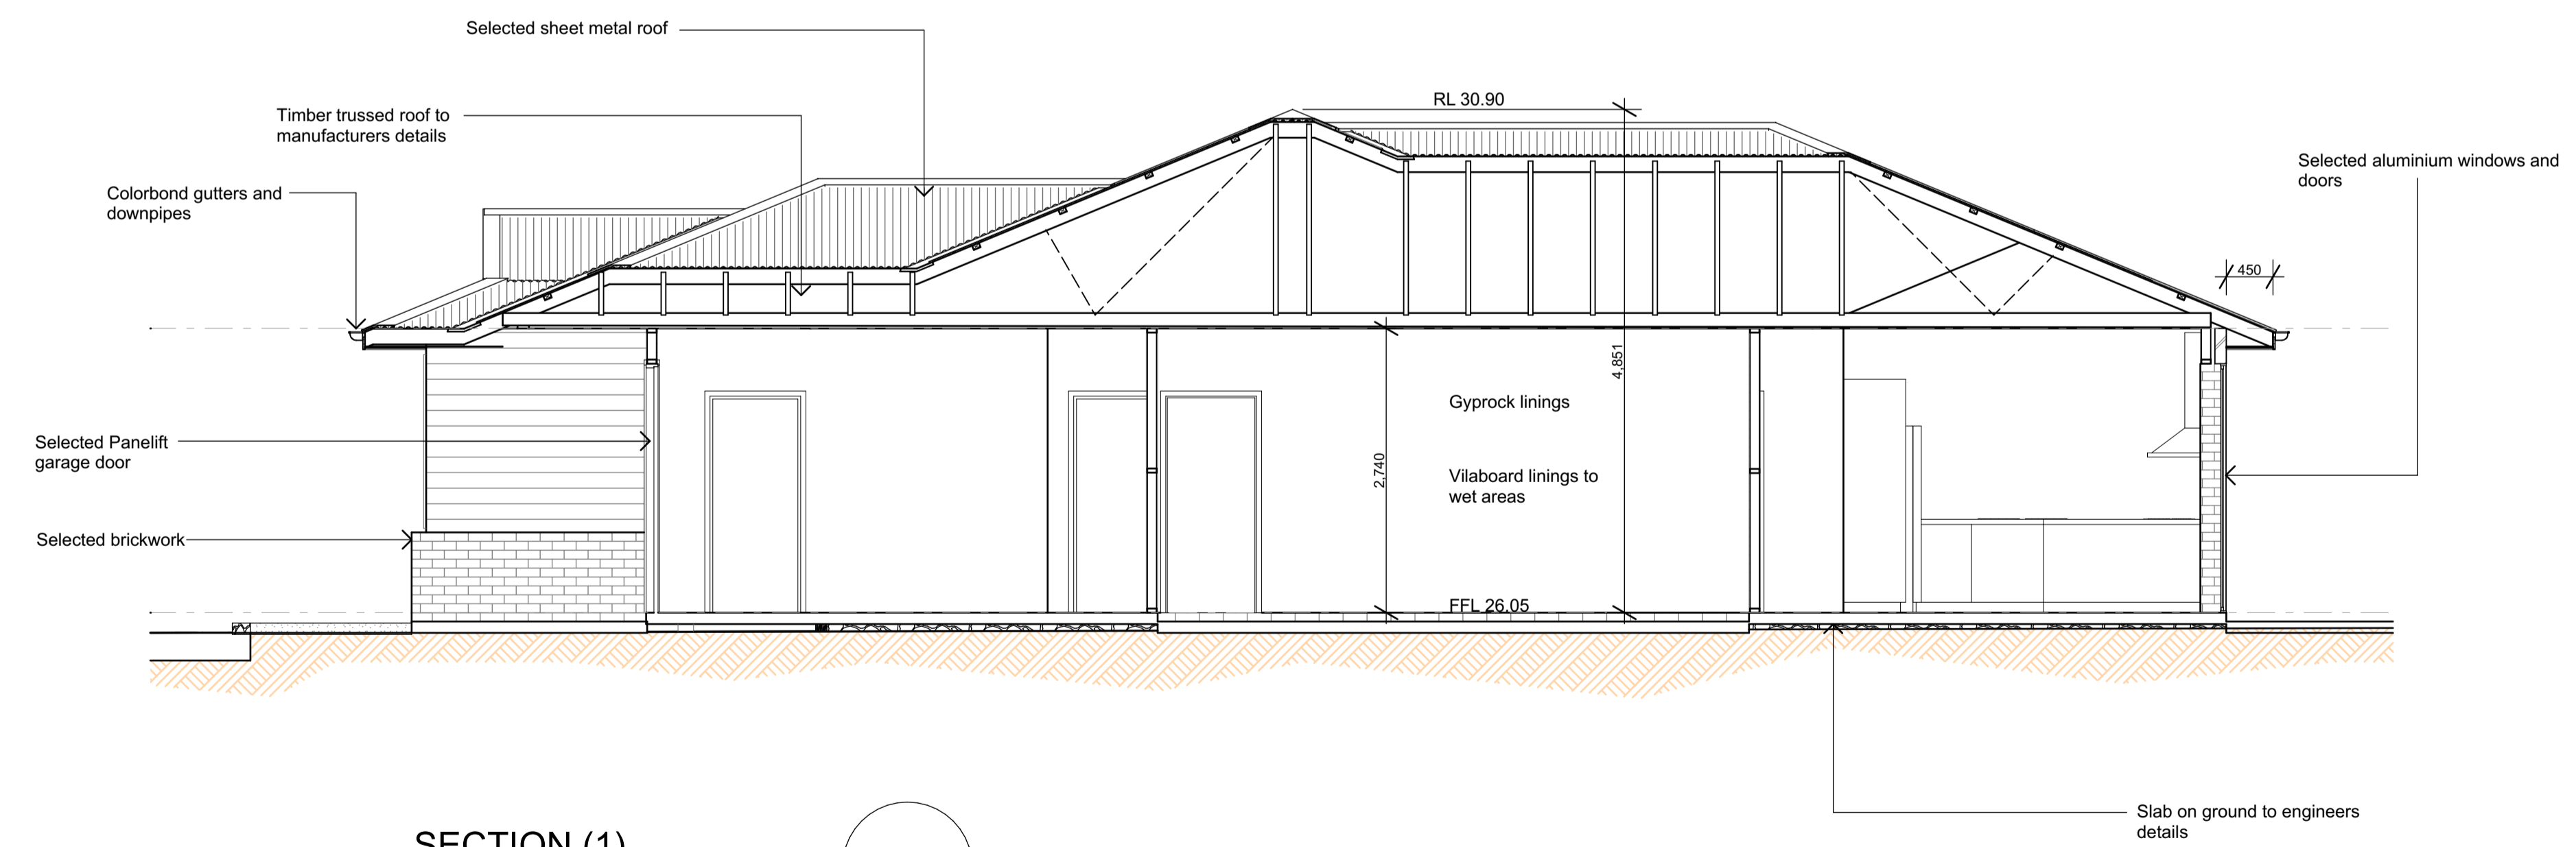 Selected sheet metal roof
RL 30.90
Timber trussed roof to
manufacturers details
Selected aluminium windows and
doors
Colorbond gutters and
downpipes
450
4,851
Gyprock linings
Selected Panelift
garage door
2,740
Vilaboard linings to
wet areas
Selected brickwork
FFL 26.05
Slab on ground to engineers
details
SECTION (1)